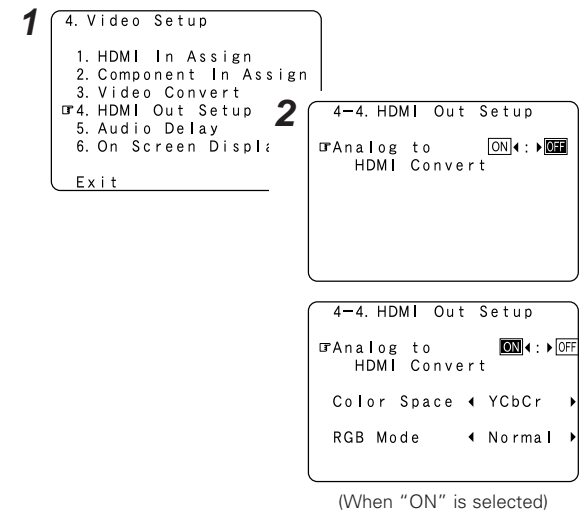 1
4. Video Setup
1. HDMI In Assign
2. Component In Assign
3. Video Convert
☞4. HDMI Out Setup
5. Audio Delay
6. On Screen
Exit
2
4-4. HDMI Out Setup
☞Analog to ON◀:▶OFF
HDMI Convert
4-4. HDMI Out Setup
☞Analog to ON◀:▶OFF
HDMI Convert
Color Space ◀ YCbCr ▶
RGB Mode ◀ Normal ▶
(When “ON” is selected)